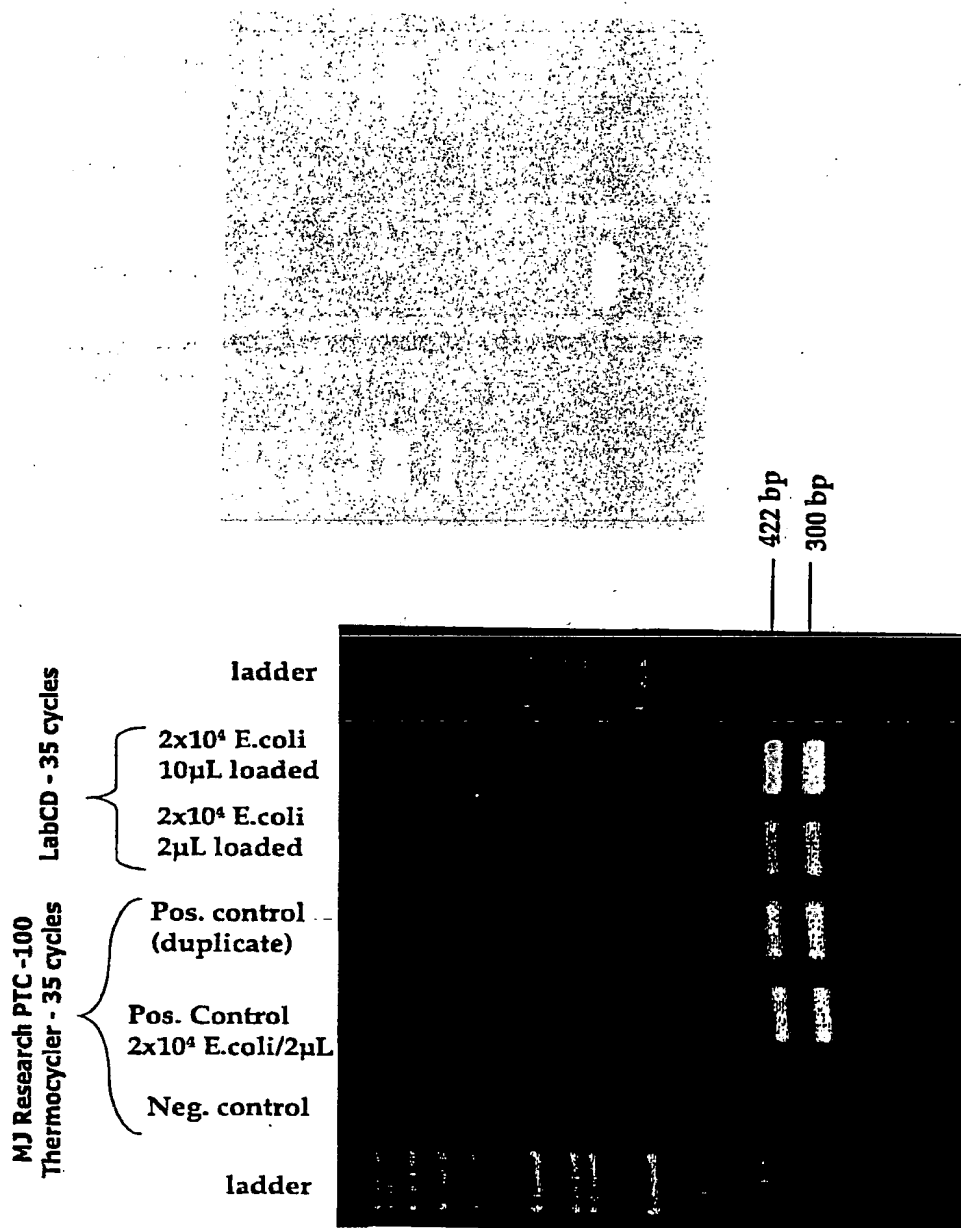 422 bp
300 bp
ladder
LabCD - 35 cycles
2x10⁴ E.coli
10µL loaded
2x10⁴ E.coli
2µL loaded
MJ Research PTC -100
Thermocycler - 35 cycles
Pos. control
(duplicate)
Pos. Control
2x10⁴ E.coli/2µL
Neg. control
ladder